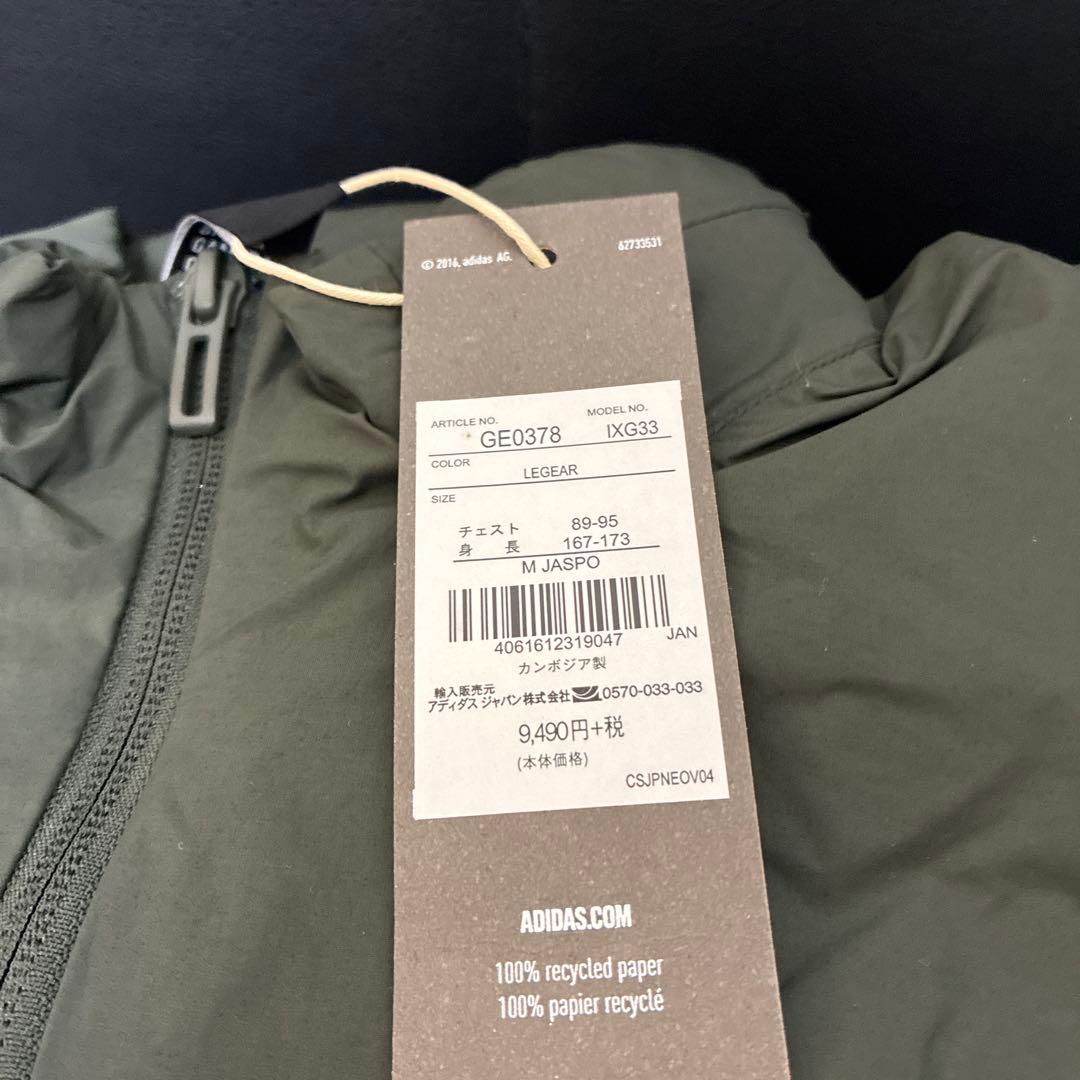 © 2016, adidas AG.
62733531
ARTICLE NO.
MODEL NO.
GE0378
IXG33
COLOR
LEGEAR
SIZE
チェスト 89-95
身 長 167-173
M JASPO
4061612319047 JAN
カンボジア製
輸入販売元
アディダス ジャパン株式会社 0570-033-033
9,490円+税
(本体価格)
CSJPNEOV04
ADIDAS.COM
100% recycled paper
100% papier recyclé